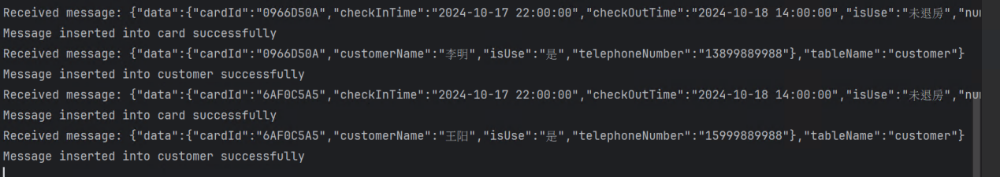 Received message: {"data":{"cardId":"0966D50A","checkInTime":"2024-10-17 22:00:00","checkOutTime":"2024-10-18 14:00:00","isUse":"未退房","nu
Message inserted into card successfully
Received message: {"data":{"cardId":"0966D50A","customerName":"李明","isUse":"是","telephoneNumber":"13899889988"},"tableName":"customer"}
Message inserted into customer successfully
Received message: {"data":{"cardId":"6AF0C5A5","checkInTime":"2024-10-17 22:00:00","checkOutTime":"2024-10-18 14:00:00","isUse":"未退房","nu
Message inserted into card successfully
Received message: {"data":{"cardId":"6AF0C5A5","customerName":"王阳","isUse":"是","telephoneNumber":"15999889988"},"tableName":"customer"}
Message inserted into customer successfully